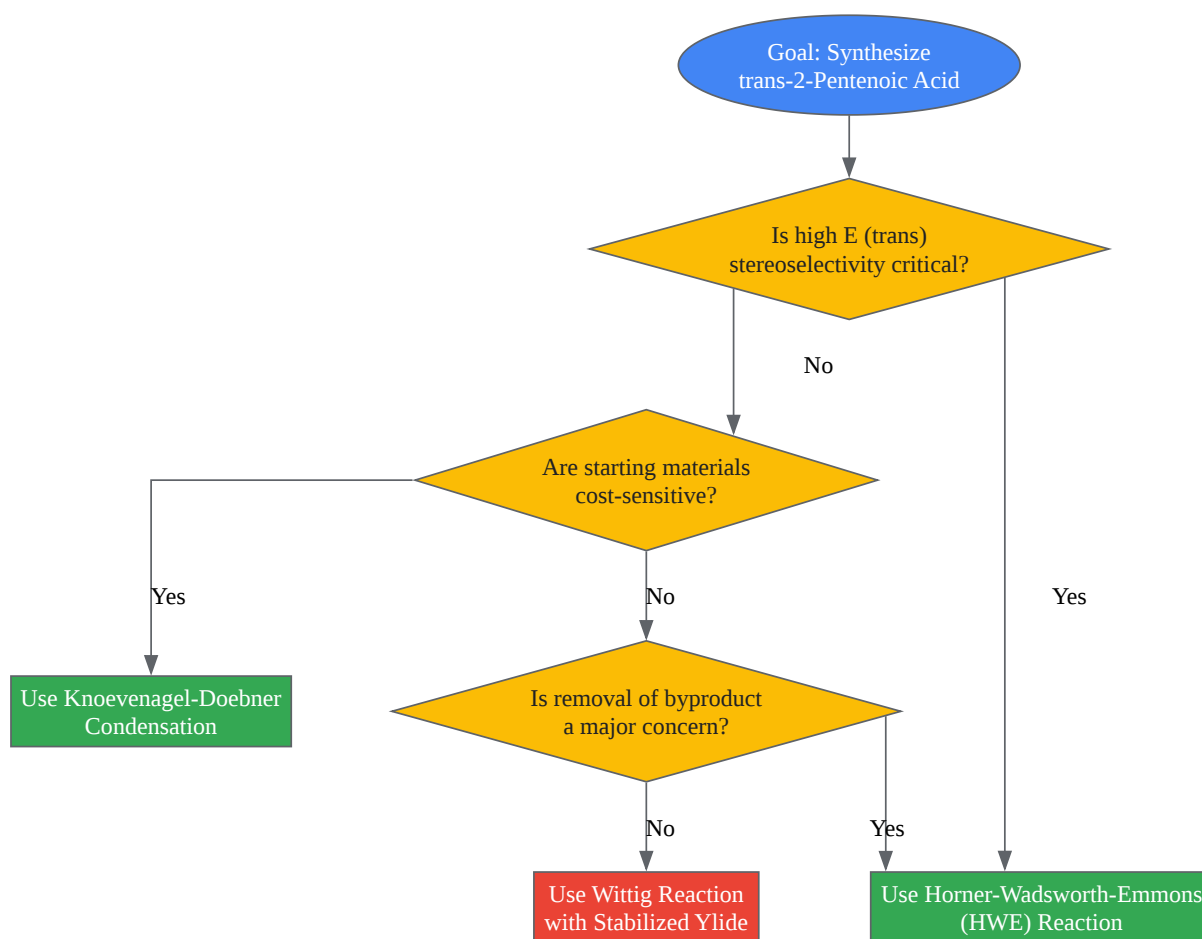 Goal: Synthesize
trans-2-Pentenoic Acid
Is high E (trans)
stereoselectivity critical?
No
Are starting materials
cost-sensitive?
Yes
No
Yes
Use Knoevenagel-Doebner
Condensation
Is removal of byproduct
a major concern?
No
Yes
Use Wittig Reaction
with Stabilized Ylide
Use Horner-Wadsworth-Emmons
(HWE) Reaction